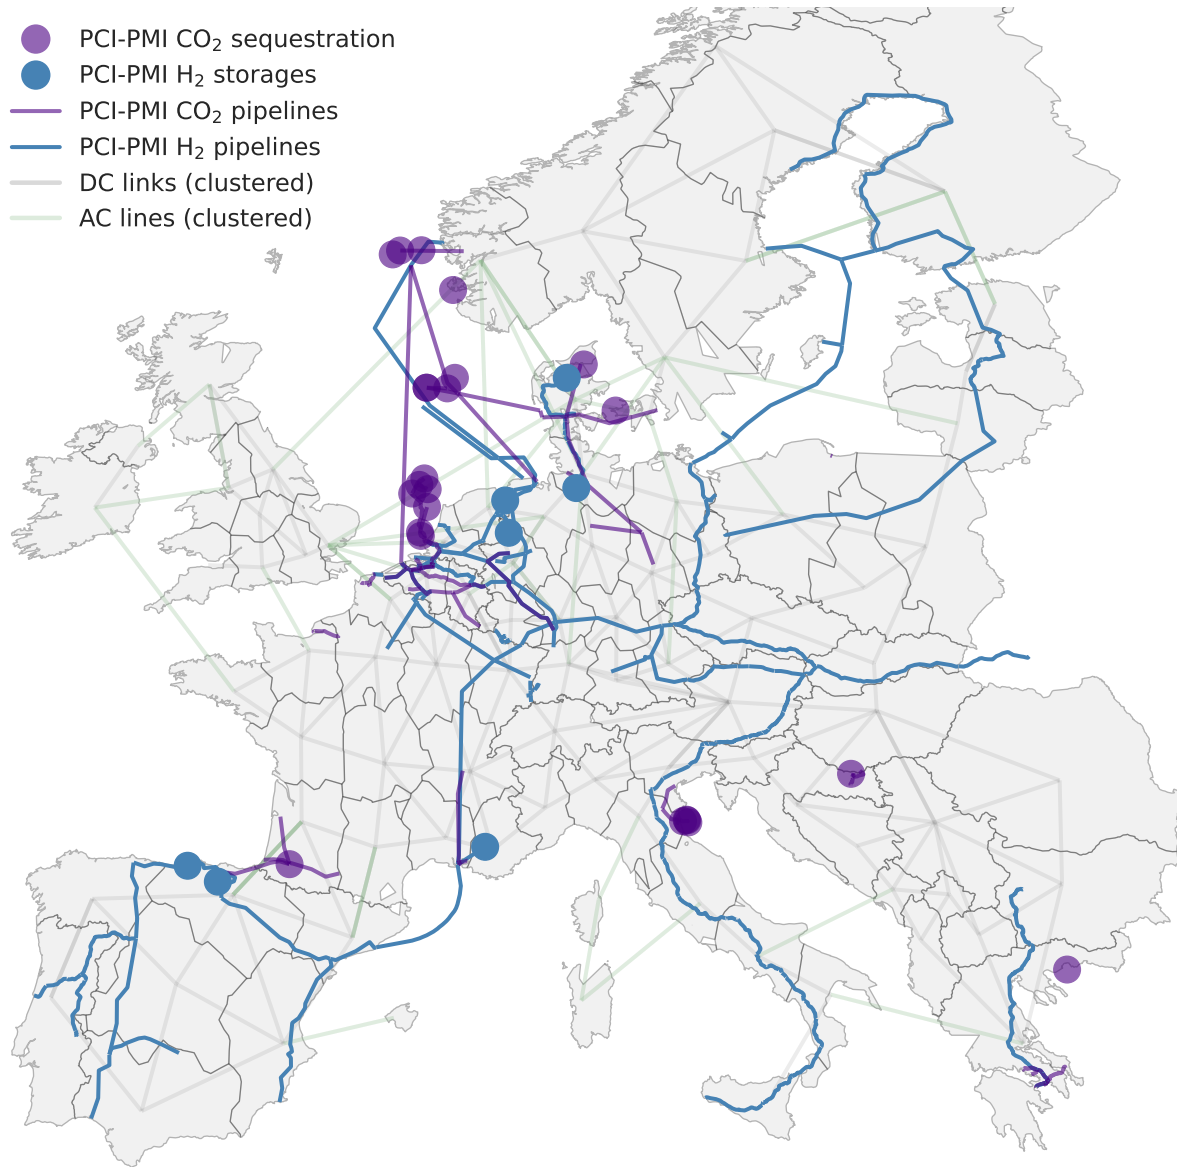 PCI-PMI CO₂ sequestration
PCI-PMI H₂ storages
PCI-PMI CO₂ pipelines
PCI-PMI H₂ pipelines
DC links (clustered)
AC lines (clustered)